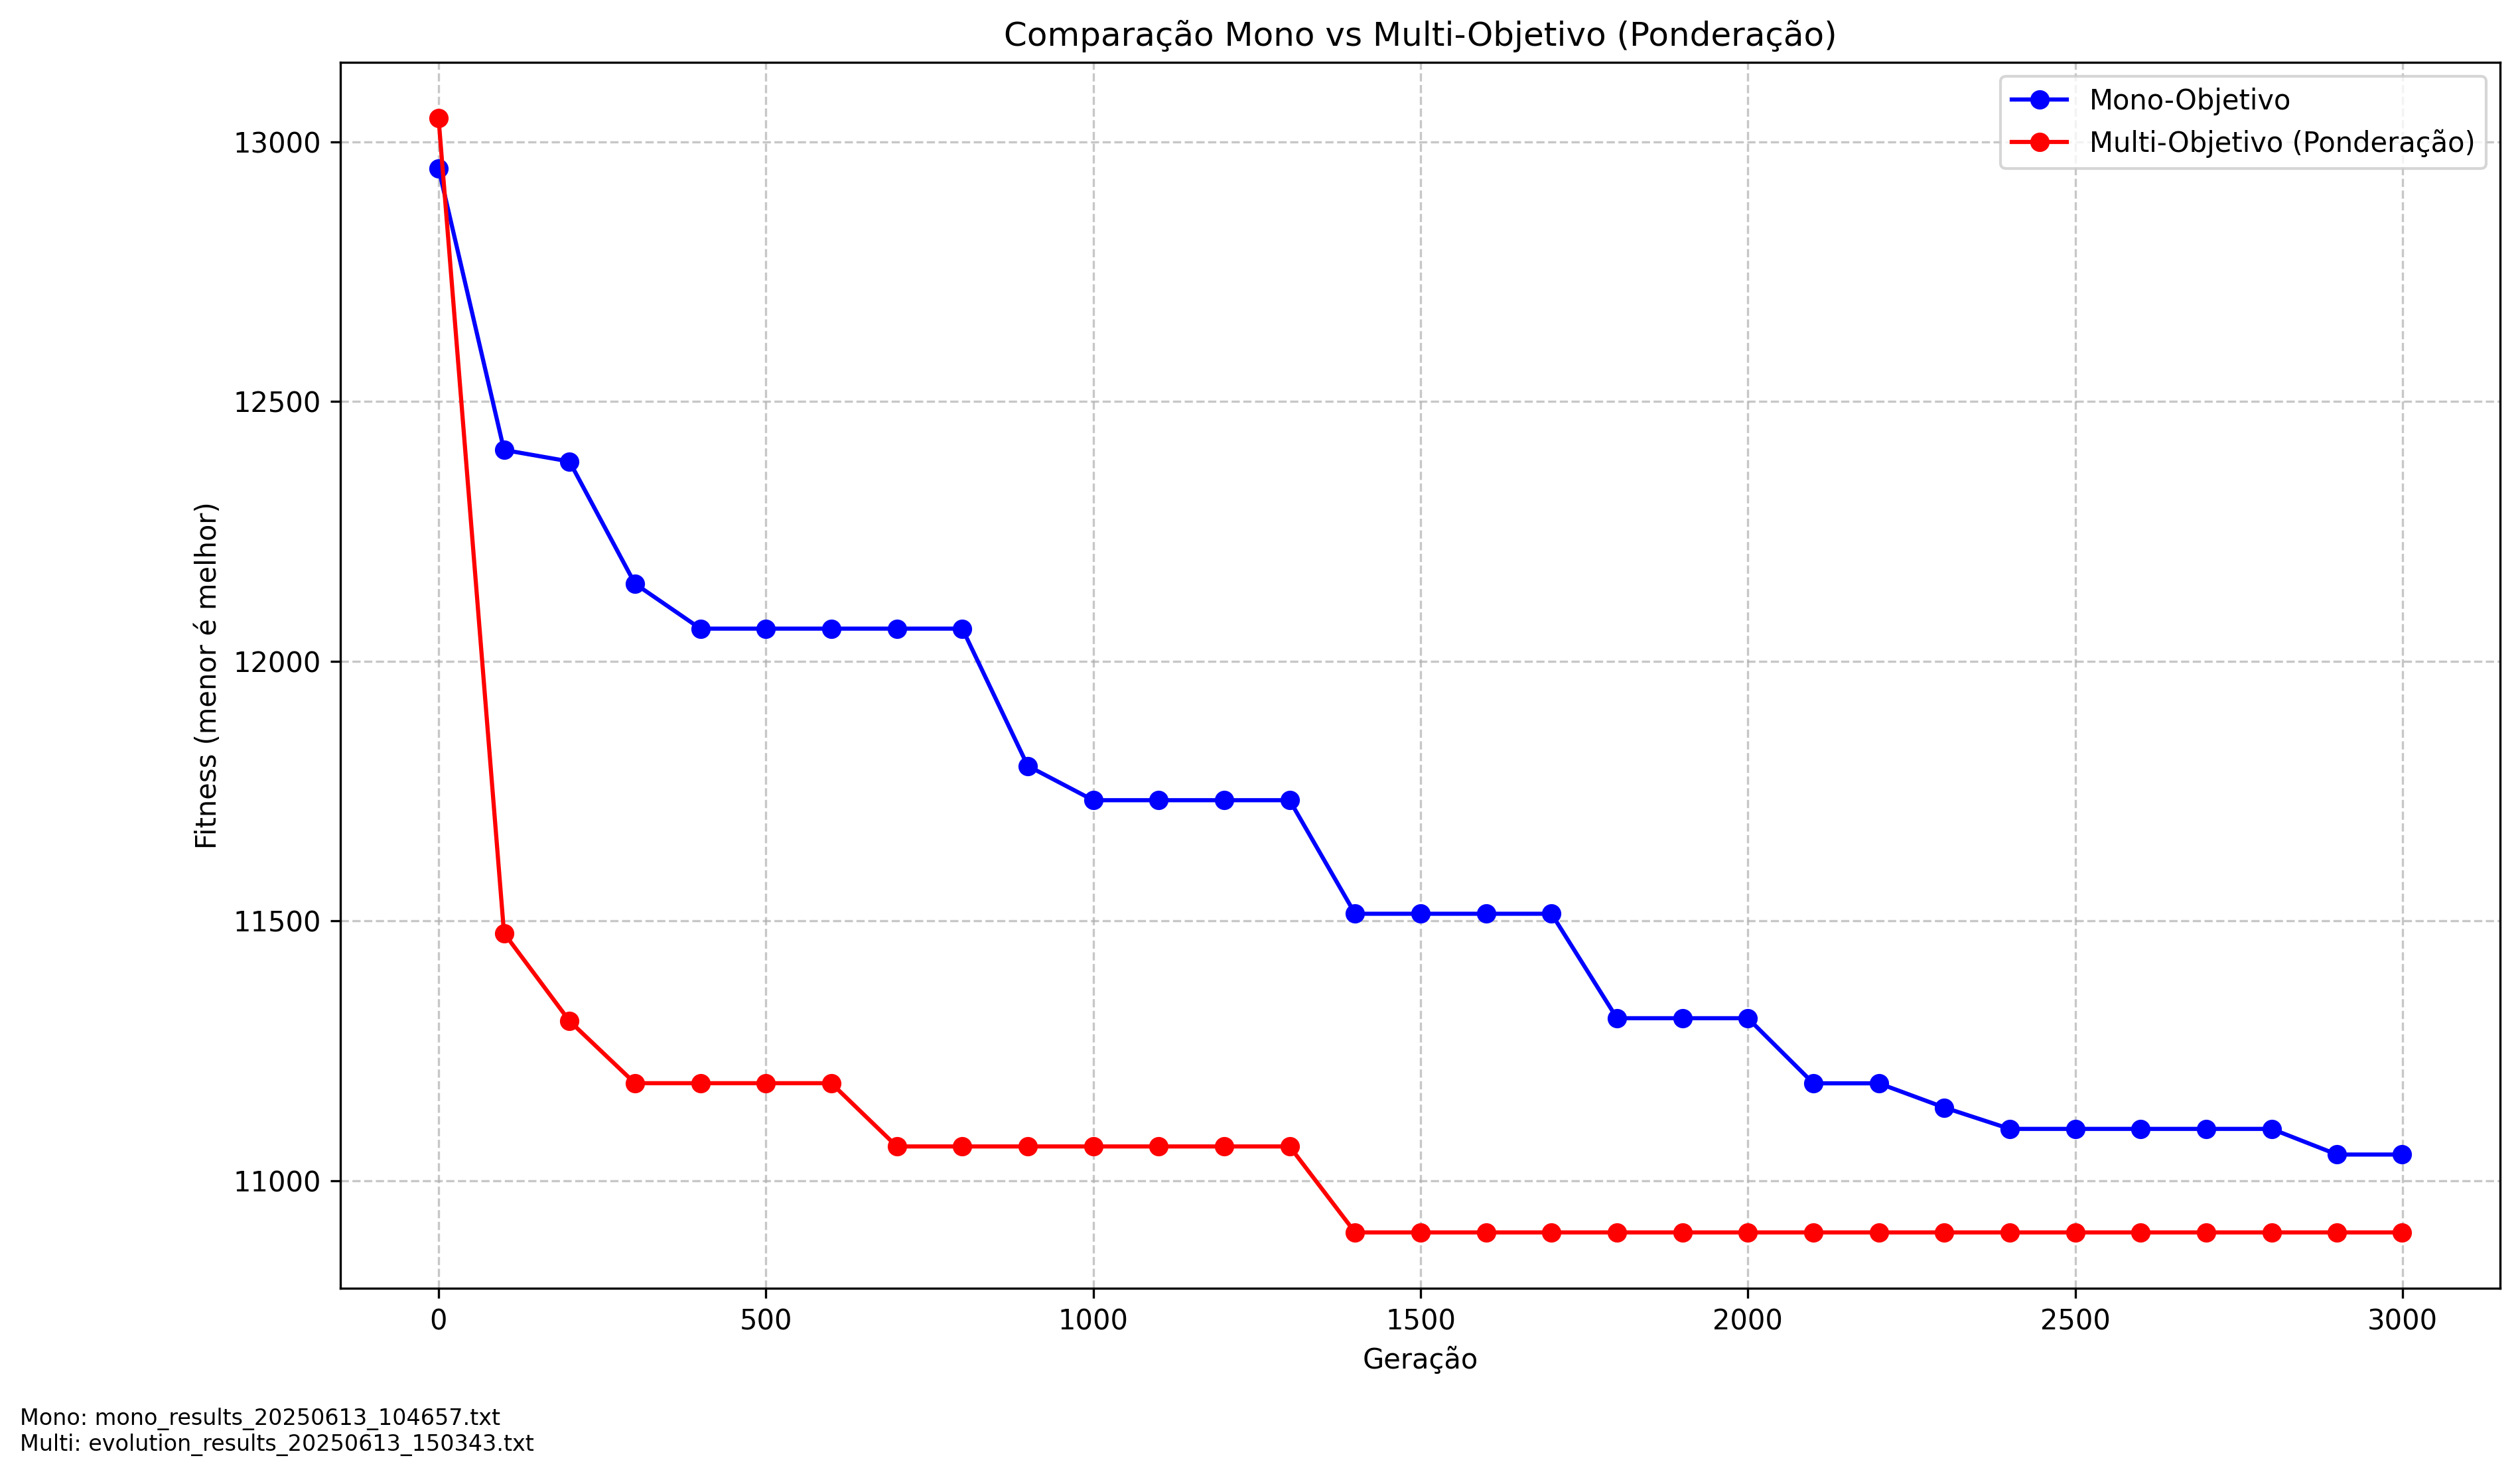 Comparação Mono vs Multi-Objetivo (Ponderação)
Mono-Objetivo
Multi-Objetivo (Ponderação)
Fitness (menor é melhor)
13000
12500
12000
11500
11000
0 500 1000 1500 2000 2500 3000
Geração
Mono: mono_results_20250613_104657.txt
Multi: evolution_results_20250613_150343.txt